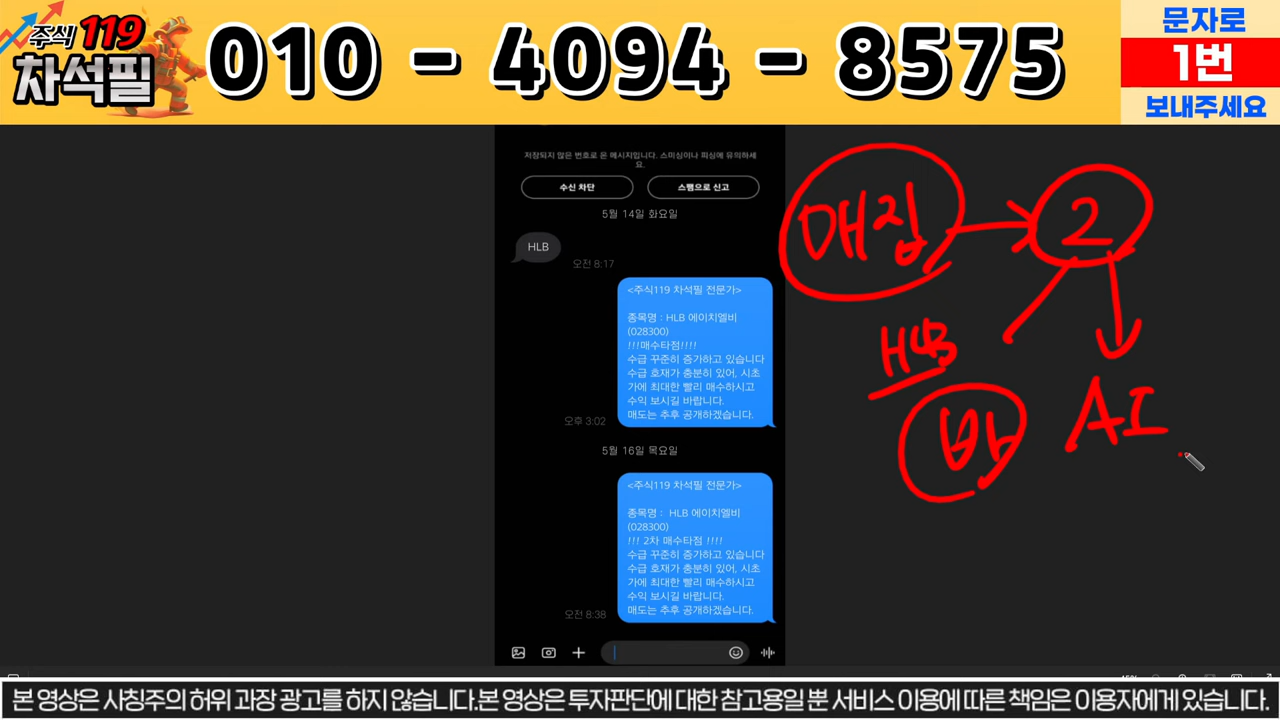 주식 119
차석필
010 - 4094 - 8575
문자로
1번
보내주세요
저장되지 않은 번호로 온 메시지입니다. 스미싱이나 피싱에 유의하세
요.
수신 차단
스팸으로 신고
5월 14일 화요일
HLB
오전 8:17
<주식119 차석필 전문가>
종목명 : HLB 에이치엘비
(028300)
!!!매수타점!!!!
수급 꾸준히 증가하고 있습니다
수급 호재가 충분히 있어, 시초
가에 최대한 빨리 매수하시고
수익 보시길 바랍니다.
매도는 추후 공개하겠습니다.
오후 3:02
5월 16일 목요일
<주식119 차석필 전문가>
종목명 : HLB 에이치엘비
(028300)
!!! 2차 매수타점 !!!!
수급 꾸준히 증가하고 있습니다
수급 호재가 충분히 있어, 시초
가에 최대한 빨리 매수하시고
수익 보시길 바랍니다.
매도는 추후 공개하겠습니다.
오전 8:38
매집
2
HLB
바
AI
본 영상은 사칭주의 허위 과장 광고를 하지 않습니다.본 영상은 투자판단에 대한 참고용일 뿐 서비스 이용에 따른 책임은 이용자에게 있습니다.